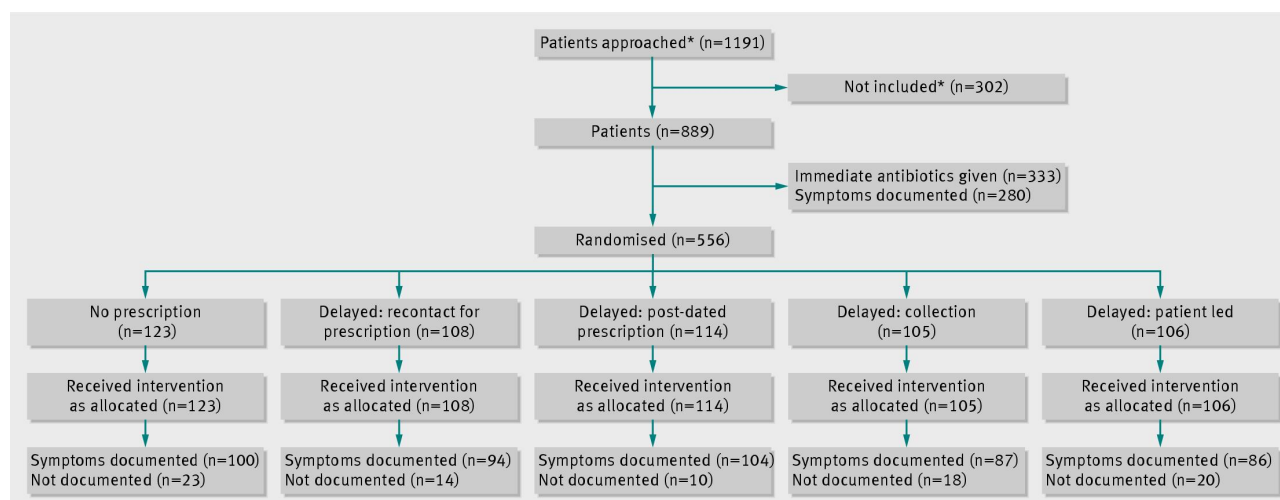 Patients approached* (n=1191)
Not included* (n=302)
Patients (n=889)
Immediate antibiotics given (n=333)
Symptoms documented (n=280)
Randomised (n=556)
No prescription
(n=123)
Delayed: recontact for
prescription (n=108)
Delayed: post-dated
prescription (n=114)
Delayed: collection
(n=105)
Delayed: patient led
(n=106)
Received intervention
as allocated (n=123)
Received intervention
as allocated (n=108)
Received intervention
as allocated (n=114)
Received intervention
as allocated (n=105)
Received intervention
as allocated (n=106)
Symptoms documented (n=100)
Not documented (n=23)
Symptoms documented (n=94)
Not documented (n=14)
Symptoms documented (n=104)
Not documented (n=10)
Symptoms documented (n=87)
Not documented (n=18)
Symptoms documented (n=86)
Not documented (n=20)